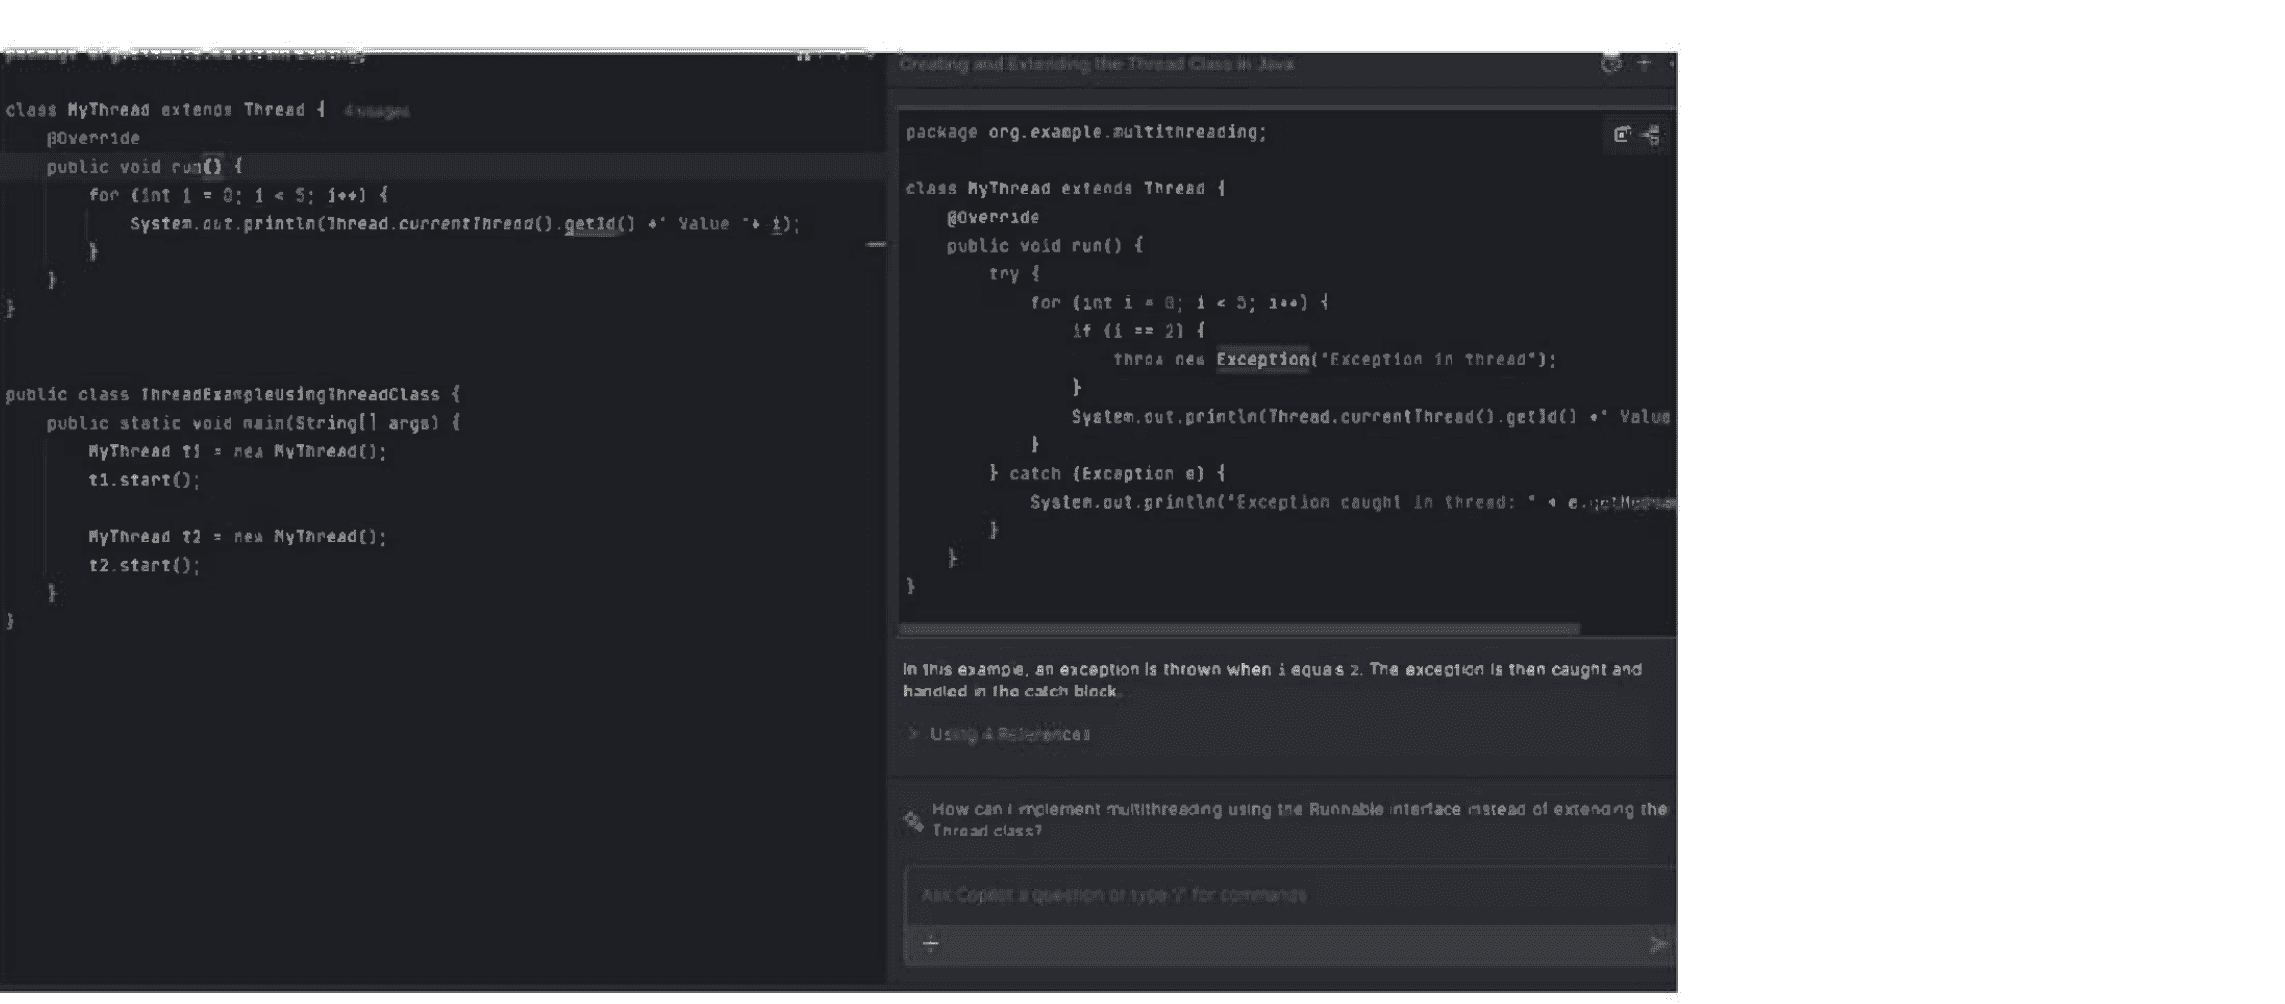 class MyThread extends Thread {
@Override
public void run() {
for (int i = 0; i < 5; i++) {
System.out.println(Thread.currentThread().getId() +" Value "+ i);
}
}
}
public class ThreadExampleUsingThreadClass {
public static void main(String[] args) {
MyThread t1 = new MyThread();
t1.start();
MyThread t2 = new MyThread();
t2.start();
}
}
Creating and Extending the Thread Class in Java
package org.example.multithreading;
class MyThread extends Thread {
@Override
public void run() {
try {
for (int i = 0; i < 5; i++) {
if (i == 2) {
throw new Exception("Exception in thread");
}
System.out.println(Thread.currentThread().getId() +" Value
}
} catch (Exception e) {
System.out.println("Exception caught in thread: " + e.
}
}
}
In this example, an exception is thrown when i equals 2. The exception is then caught and
handled in the catch block.
Using 4 References
How can I implement multithreading using the Runnable interface instead of extending the
Thread class?
Ask Copilot a question or type '/' for commands